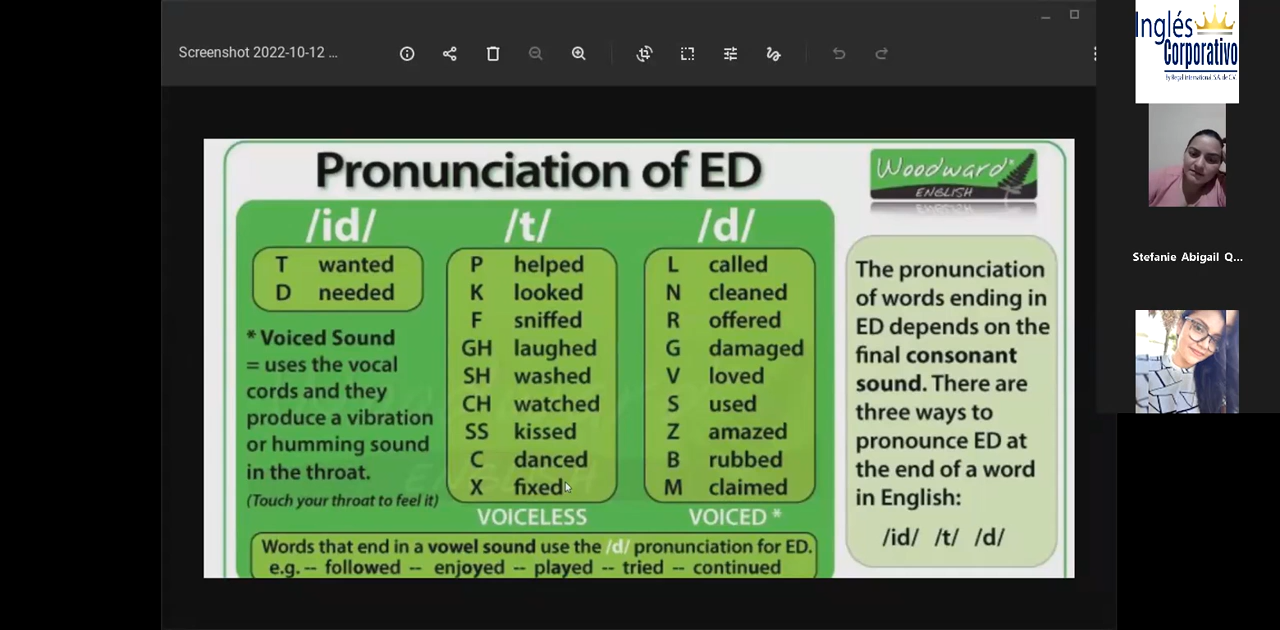 Screenshot 2022-10-12 ...
Inglés
Corporativo
Stefanie Abigail Q...
Pronunciation of ED
Woodward®
ENGLISH
/id/
T wanted
D needed
* Voiced Sound
= uses the vocal
cords and they
produce a vibration
or humming sound
in the throat.
(Touch your throat to feel it)
/t/
P helped
K looked
F sniffed
GH laughed
SH washed
CH watched
SS kissed
C danced
X fixed
VOICELESS
/d/
L called
N cleaned
R offered
G damaged
V loved
S used
Z amazed
B rubbed
M claimed
VOICED *
Words that end in a vowel sound use the /d/ pronunciation for ED.
e.g. -- followed -- enjoyed -- played -- tried -- continued
The pronunciation
of words ending in
ED depends on the
final consonant
sound. There are
three ways to
pronounce ED at
the end of a word
in English:
/id/ /t/ /d/